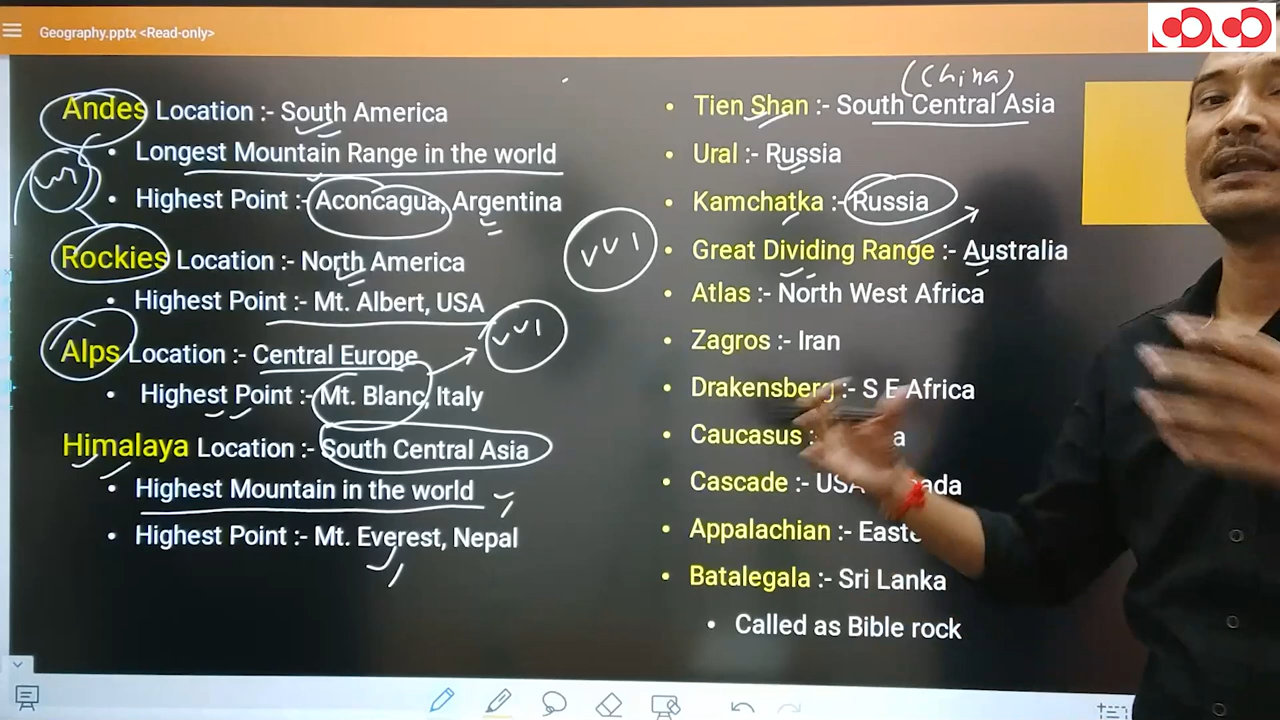 Geography.pptx <Read-only>
Andes Location :- South America
• Longest Mountain Range in the world
• Highest Point :- Aconcagua, Argentina
Rockies Location :- North America
• Highest Point :- Mt. Albert, USA
Alps Location :- Central Europe
• Highest Point :- Mt. Blanc, Italy
Himalaya Location :- South Central Asia
• Highest Mountain in the world
• Highest Point :- Mt. Everest, Nepal
VV1
VV1
(China)
• Tien Shan :- South Central Asia
• Ural :- Russia
• Kamchatka :- Russia
• Great Dividing Range :- Australia
• Atlas :- North West Africa
• Zagros :- Iran
• Drakensberg :- S E Africa
• Caucasus
• Cascade :- USA
• Appalachian :-
• Batalegala :- Sri Lanka
• Called as Bible rock